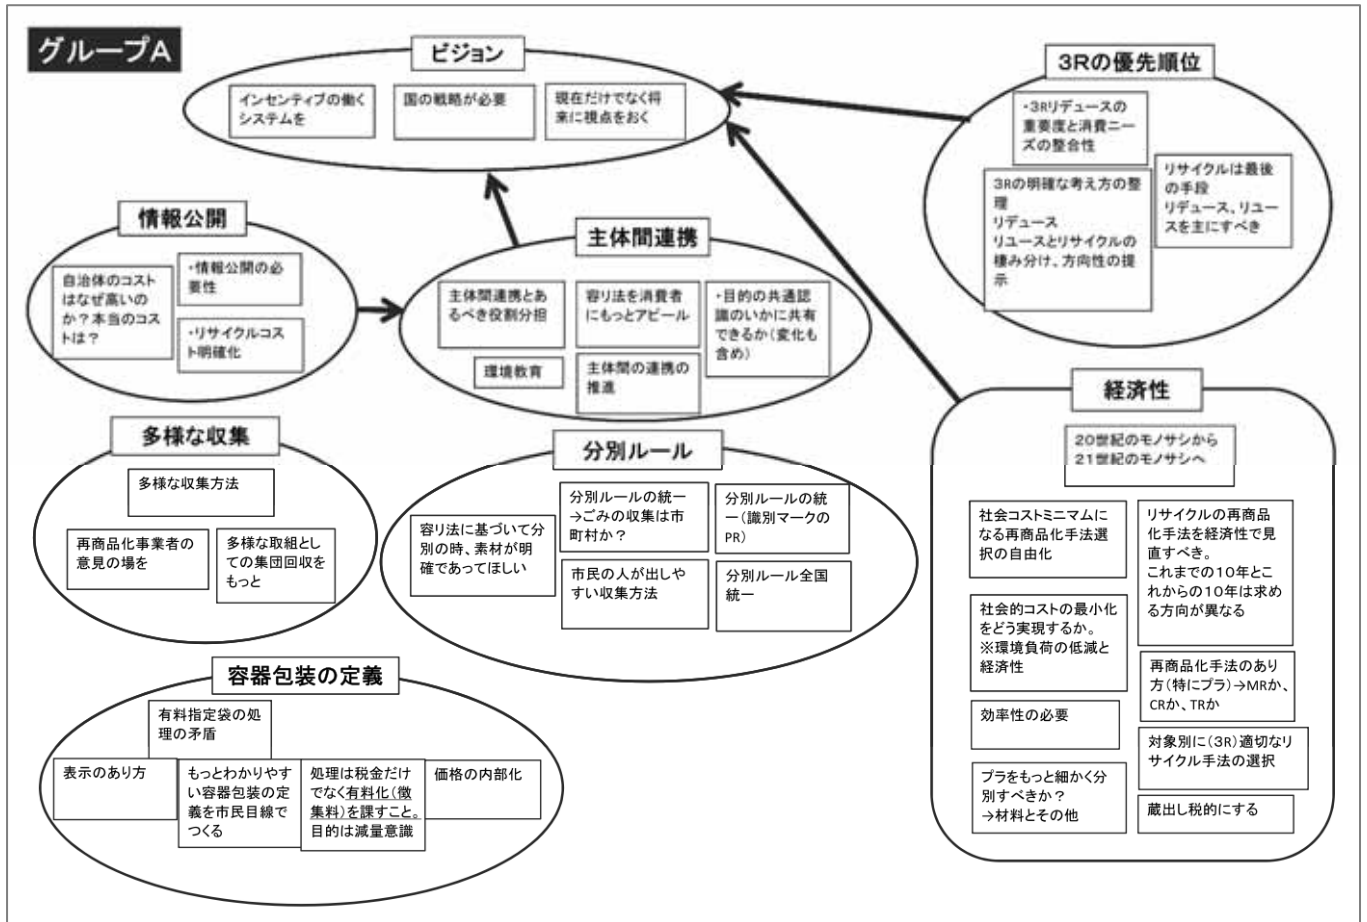 グループA
ビジョン
インセンティブの働く
システムを
国の戦略が必要
現在だけでなく将
来に視点をおく
3Rの優先順位
・3Rリデュースの
重要度と消費ニー
ズの整合性
3Rの明確な考え方の整
理
リデュース
リユースとリサイクルの
棲み分け、方向性の提
示
リサイクルは最後
の手段
リデュース、リユー
スを主にすべき
情報公開
自治体のコスト
はなぜ高いの
か?本当のコス
トは?
・情報公開の必
要性
・リサイクルコス
ト明確化
主体間連携
主体間連携とあ
るべき役割分担
容リ法を消費者
にもっとアピール
・目的の共通認
識のいかに共有
できるか(変化も
含め)
環境教育
主体間の連携の
推進
多様な収集
多様な収集方法
再商品化事業者の
意見の場を
多様な取組とし
ての集団回収を
もっと
分別ルール
容リ法に基づいて分
別の時、素材が明
確であってほしい
分別ルールの統一
→ごみの収集は市
町村か?
分別ルールの統
一(識別マークの
PR)
市民の人が出しや
すい収集方法
分別ルール全国
統一
経済性
20世紀のモノサシから
21世紀のモノサシへ
社会コストミニマムに
なる再商品化手法選
択の自由化
リサイクルの再商品
化手法を経済性で見
直すべき。
これまでの10年とこ
れからの10年は求め
る方向が異なる
社会的コストの最小化
をどう実現するか。
※環境負荷の低減と
経済性
再商品化手法のあり
方(特にプラ)→MRか、
CRか、TRか
効率性の必要
対象別に(3R)適切なリ
サイクル手法の選択
プラをもっと細かく分
別すべきか?
→材料とその他
蔵出し税的にする
容器包装の定義
有料指定袋の処
理の矛盾
表示のあり方
もっとわかりやす
い容器包装の定
義を市民目線で
つくる
処理は税金だけ
でなく有料化(徴
集料)を課すこと。
目的は減量意識
価格の内部化